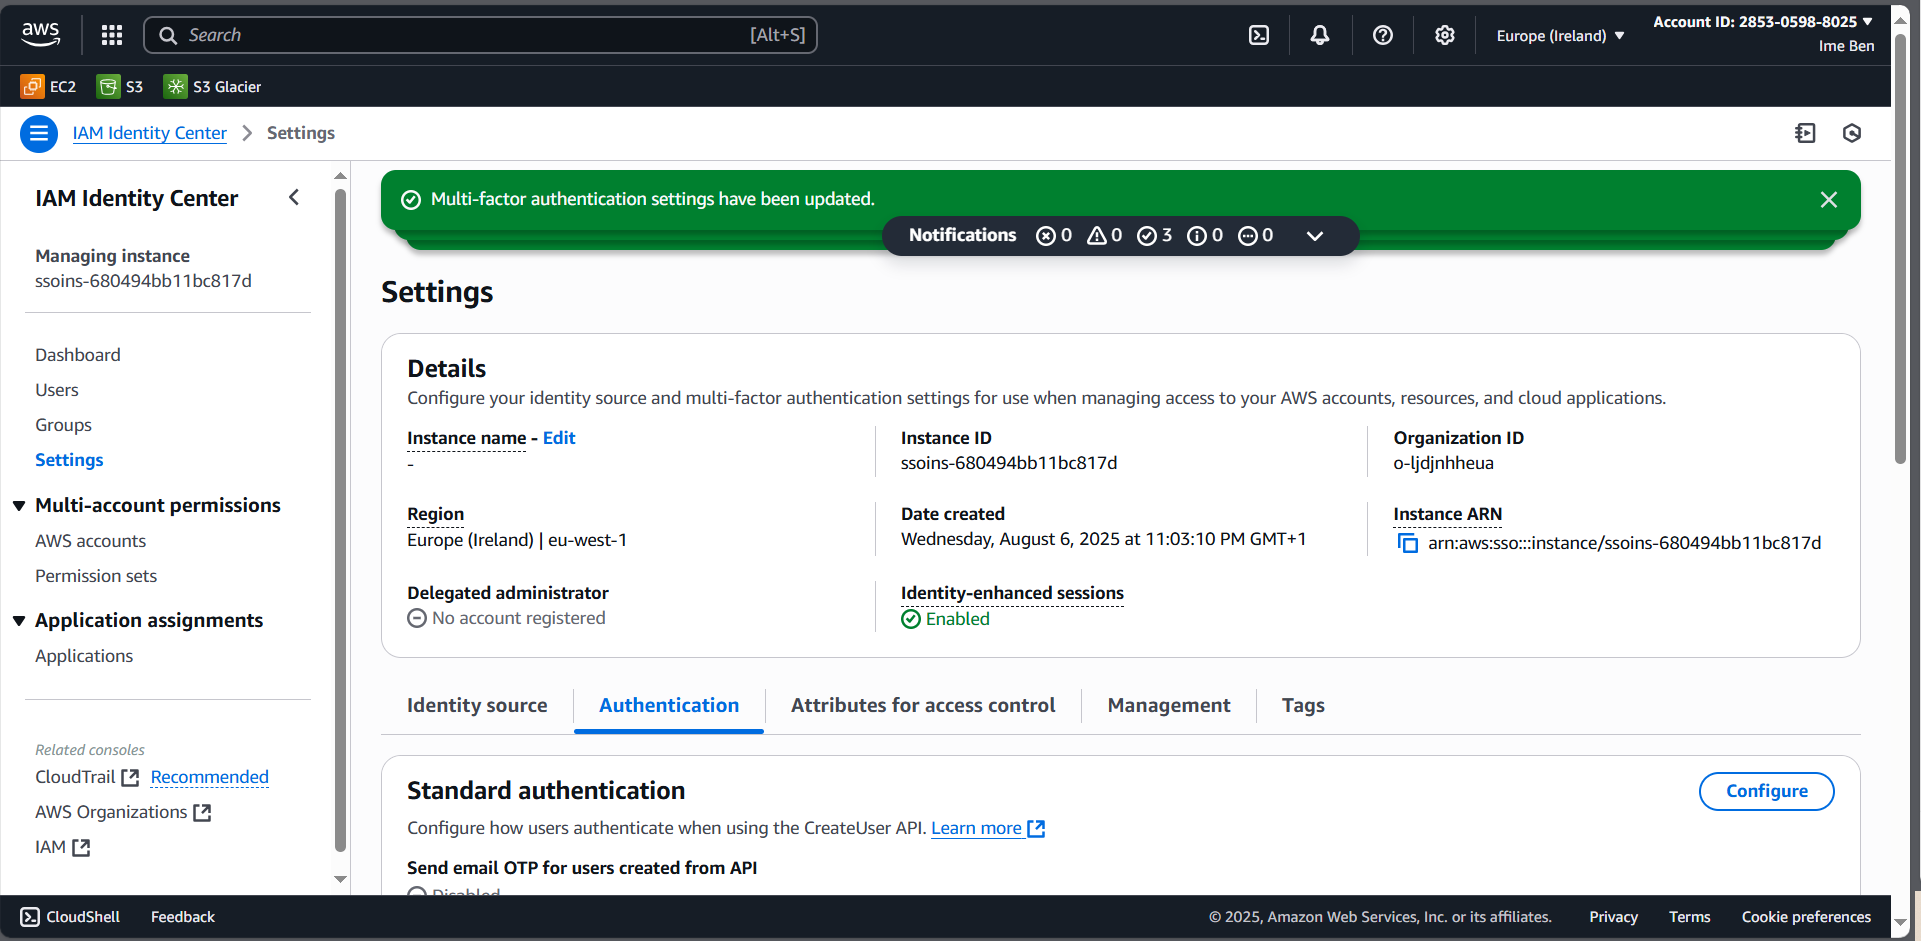 aws
Search
[Alt+S]
Europe (Ireland)
Account ID: 2853-0598-8025
Ime Ben
EC2
S3
S3 Glacier
IAM Identity Center
Settings
IAM Identity Center
Managing instance
ssoins-680494bb11bc817d
Dashboard
Users
Groups
Settings
Multi-account permissions
AWS accounts
Permission sets
Application assignments
Applications
Related consoles
CloudTrail Recommended
AWS Organizations
IAM
Multi-factor authentication settings have been updated.
Notifications 0 0 3 0 0
Settings
Details
Configure your identity source and multi-factor authentication settings for use when managing access to your AWS accounts, resources, and cloud applications.
Instance name - Edit
-
Instance ID
ssoins-680494bb11bc817d
Organization ID
o-ljdjnhheua
Region
Europe (Ireland) | eu-west-1
Date created
Wednesday, August 6, 2025 at 11:03:10 PM GMT+1
Instance ARN
arn:aws:sso:::instance/ssoins-680494bb11bc817d
Delegated administrator
No account registered
Identity-enhanced sessions
Enabled
Identity source
Authentication
Attributes for access control
Management
Tags
Standard authentication
Configure
Configure how users authenticate when using the CreateUser API. Learn more
Send email OTP for users created from API
Disabled
CloudShell
Feedback
© 2025, Amazon Web Services, Inc. or its affiliates.
Privacy
Terms
Cookie preferences